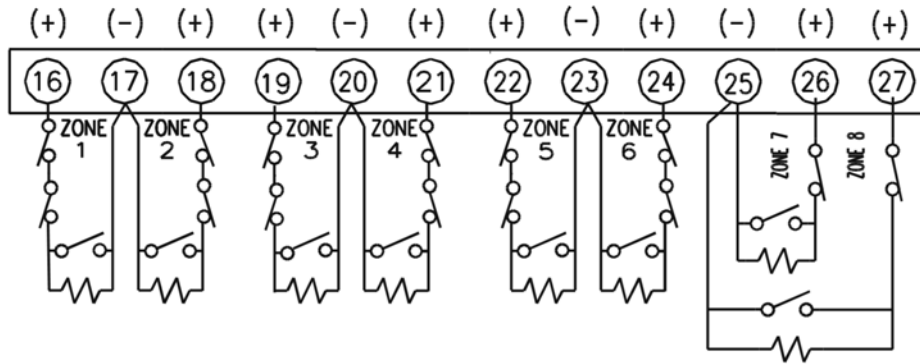 (+) (−) (+) (+) (−) (+) (+) (−) (+) (−) (+) (+)
16 17 18 19 20 21 22 23 24 25 26 27
ZONE 1
ZONE 2
ZONE 3
ZONE 4
ZONE 5
ZONE 6
ZONE 7
ZONE 8